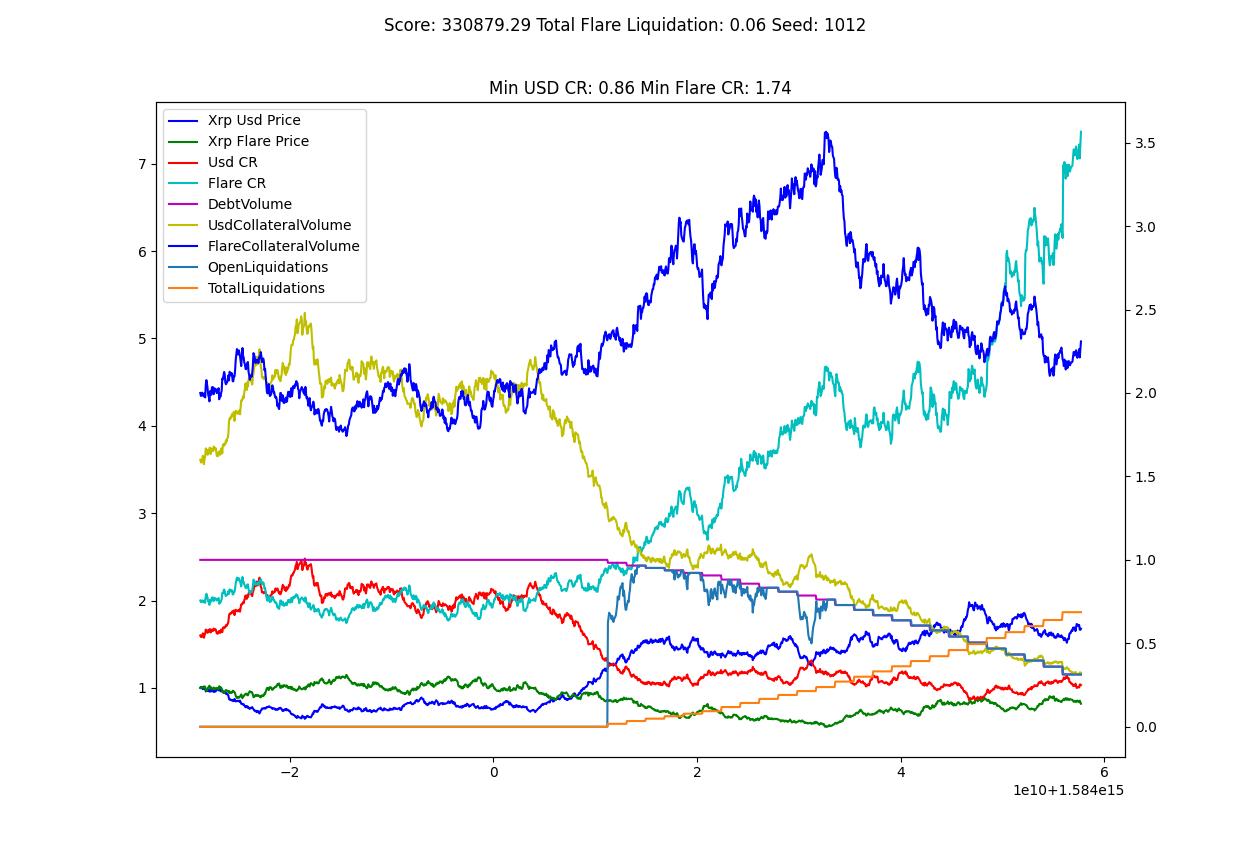 Score: 330879.29 Total Flare Liquidation: 0.06 Seed: 1012
Min USD CR: 0.86 Min Flare CR: 1.74
Xrp Usd Price
Xrp Flare Price
Usd CR
Flare CR
DebtVolume
UsdCollateralVolume
FlareCollateralVolume
OpenLiquidations
TotalLiquidations
7
6
5
4
3
2
1
3.5
3.0
2.5
2.0
1.5
1.0
0.5
0.0
−2 0 2 4 6
1e10+1.584e15